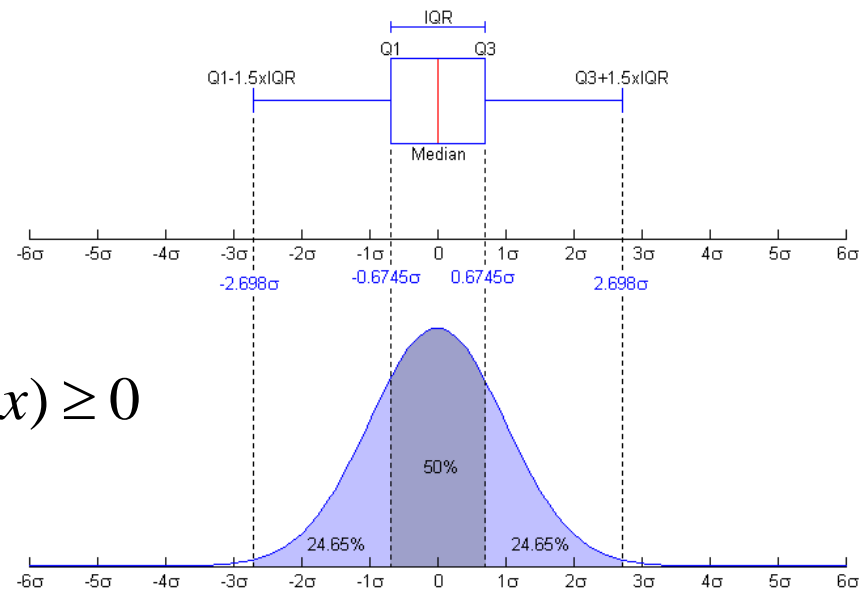 IQR
Q1 Q3
Q1-1.5xIQR Q3+1.5xIQR
Median
-6σ -5σ -4σ -3σ -2σ -1σ 0 1σ 2σ 3σ 4σ 5σ 6σ
-2.698σ -0.6745σ 0.6745σ 2.698σ
x) ≥ 0
50%
24.65% 24.65%
-6σ -5σ -4σ -3σ -2σ -1σ 0 1σ 2σ 3σ 4σ 5σ 6σ